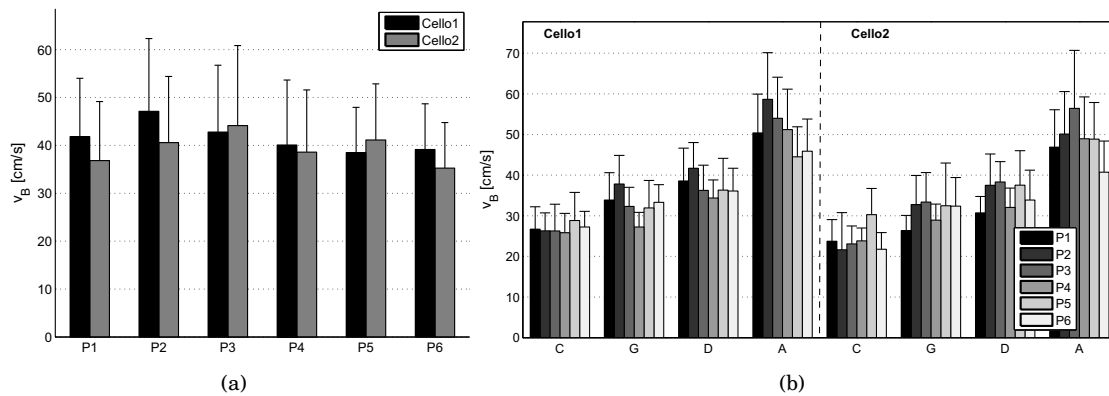 Cello1
Cello2
60
50
40
30
20
10
0
v_B [cm/s]
P1 P2 P3 P4 P5 P6
(a)
Cello1 Cello2
70
60
50
40
30
20
10
0
v_B [cm/s]
P1
P2
P3
P4
P5
P6
C G D A C G D A
(b)